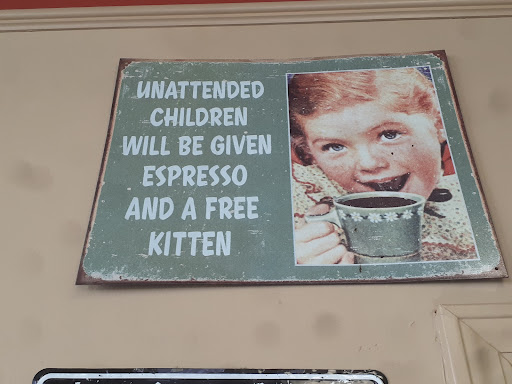 UNATTENDED
CHILDREN
WILL BE GIVEN
ESPRESSO
AND A FREE
KITTEN